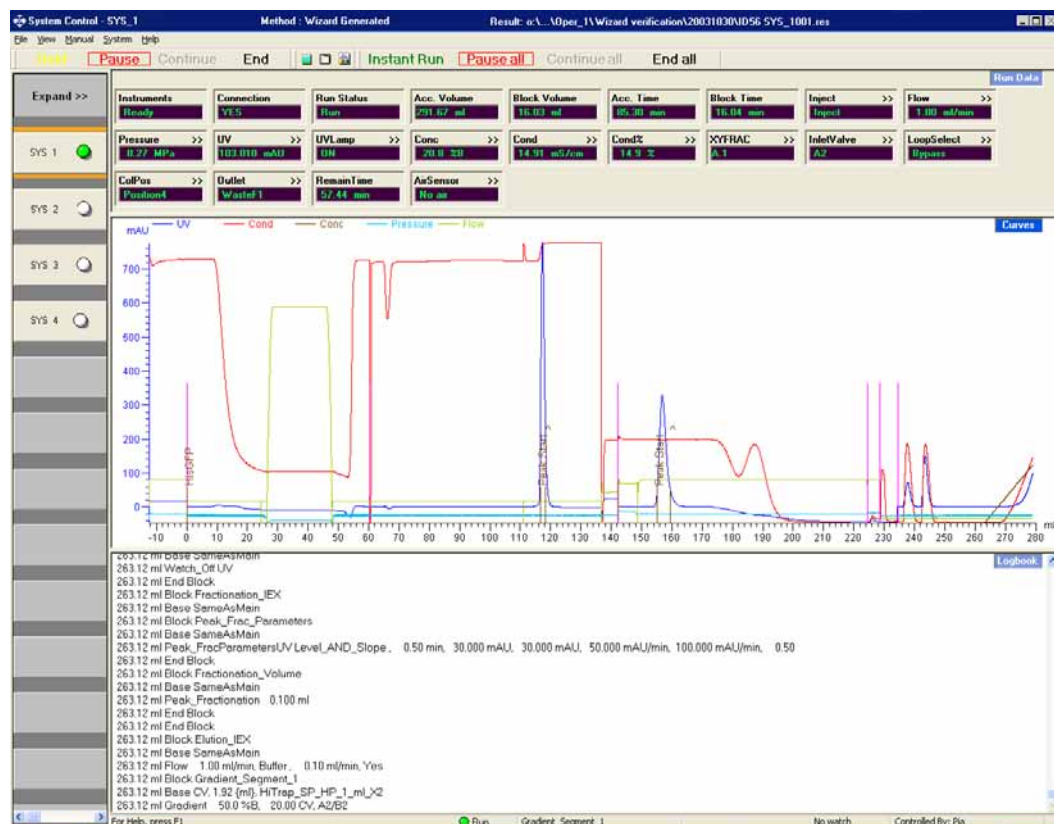 System Control - SYS_1 Method : Wizard Generated Result: o:\...\Oper_1\Wizard verification\20031030\IDS6 SYS_1001.res
File View Manual System Help
Pause Continue End Instant Run Pause all Continue all End all
Run Data
Expand >>
SYS 1
SYS 2
SYS 3
SYS 4
Instruments Connection Run Status Acc. Volume Block Volume Acc. Time Block Time Inject >> Flow >>
Ready YES Run 291.67 ml 16.03 ml 85.30 min 16.04 min Inject 1.00 ml/min
Pressure >> UV >> UVLamp >> Conc >> Cond >> Cond% >> XYFRAC >> InletValve >> LoopSelect >>
0.27 MPa 103.010 mAU ON 20.8 %B 14.91 mS/cm 14.9 % A.1 A2 Bypass
ColPos >> Outlet >> RemainTime AirSensor >>
Position4 WasteF1 57.44 min No air
Curves
mAU UV Cond Conc Pressure Flow
700
600
500
400
300
200
100
0
HisGFP
Peak Start
^
Peak Start
^
-10 0 10 20 30 40 50 60 70 80 90 100 110 120 130 140 150 160 170 180 190 200 210 220 230 240 250 260 270 280
Logbook
263.12 ml Base SameAsMain
263.12 ml Watch_Off UV
263.12 ml End Block
263.12 ml Block Fractionation_IEX
263.12 ml Base SameAsMain
263.12 ml Block Peak_Frac_Parameters
263.12 ml Base SameAsMain
263.12 ml Peak_FracParametersUV Level_AND_Slope , 0.50 min, 30.000 mAU, 30.000 mAU, 50.000 mAU/min, 100.000 mAU/min, 0.50
263.12 ml End Block
263.12 ml Block Fractionation_Volume
263.12 ml Base SameAsMain
263.12 ml Peak_Fractionation 0.100 ml
263.12 ml End Block
263.12 ml End Block
263.12 ml Block Elution_IEX
263.12 ml Base SameAsMain
263.12 ml Flow 1.00 ml/min, Buffer , 0.10 ml/min, Yes
263.12 ml Block Gradient_Segment_1
263.12 ml Base CV, 1.92 {ml}, HiTrap_SP_HP_1_ml_X2
263.12 ml Gradient 50.0 %B, 20.00 CV, A2/B2
For Help, press F1 Run Gradient_Segment_1 No watch Controlled By: Pia